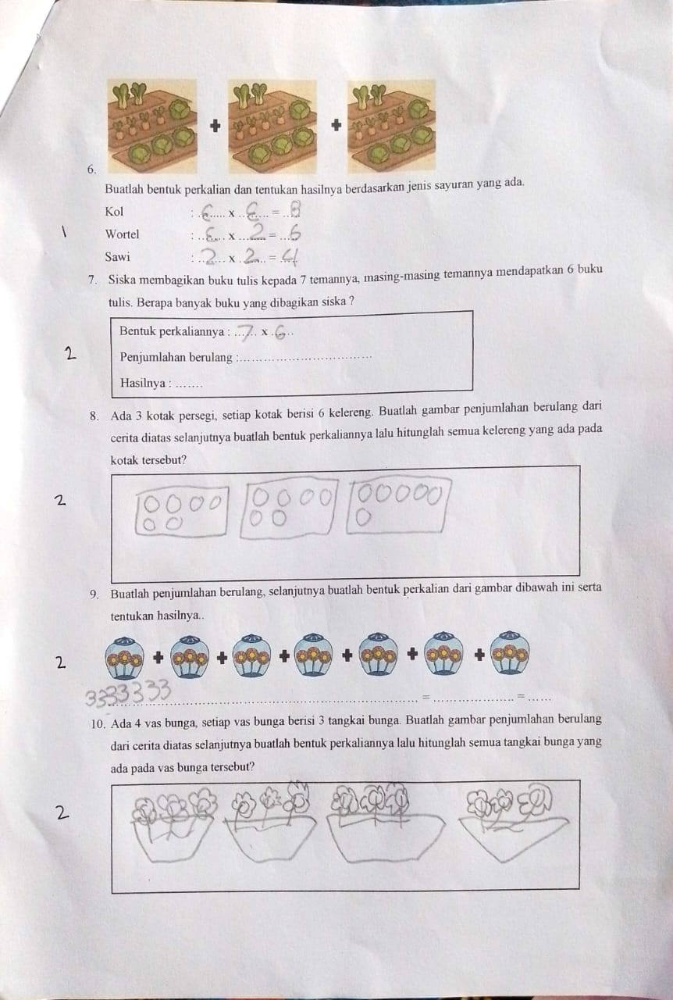 6.
Buatlah bentuk perkalian dan tentukan hasilnya berdasarkan jenis sayuran yang ada.
Kol : ........ x ........ = ..8..
1 Wortel : ........ x ...2... = ...6
Sawi : ..2... x ..2... = ..4..
7. Siska membagikan buku tulis kepada 7 temannya, masing-masing temannya mendapatkan 6 buku
tulis. Berapa banyak buku yang dibagikan siska ?
Bentuk perkaliannya : ...7.. x ..6...
2 Penjumlahan berulang :....................................
Hasilnya : .......
8. Ada 3 kotak persegi, setiap kotak berisi 6 kelereng. Buatlah gambar penjumlahan berulang dari
cerita diatas selanjutnya buatlah bentuk perkaliannya lalu hitunglah semua kelereng yang ada pada
kotak tersebut?
2
9. Buatlah penjumlahan berulang, selanjutnya buatlah bentuk perkalian dari gambar dibawah ini serta
tentukan hasilnya..
2
3333333 ........................................ = ..................... = ......
10. Ada 4 vas bunga, setiap vas bunga berisi 3 tangkai bunga. Buatlah gambar penjumlahan berulang
dari cerita diatas selanjutnya buatlah bentuk perkaliannya lalu hitunglah semua tangkai bunga yang
ada pada vas bunga tersebut?
2